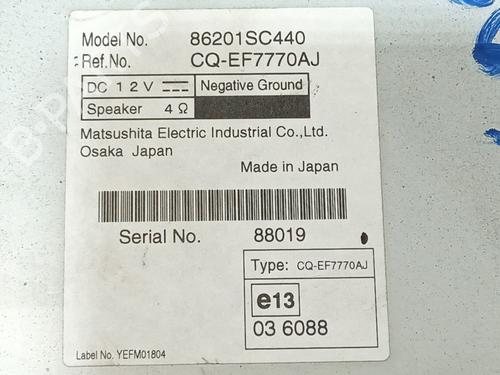 Model No. 86201SC440
Ref.No. CQ-EF7770AJ
DC 12V Negative Ground
Speaker 4Ω
Matsushita Electric Industrial Co.,Ltd.
Osaka Japan
Made in Japan
Serial No. 88019
Type: CQ-EF7770AJ
e13
03 6088
Label No. YEFM01804